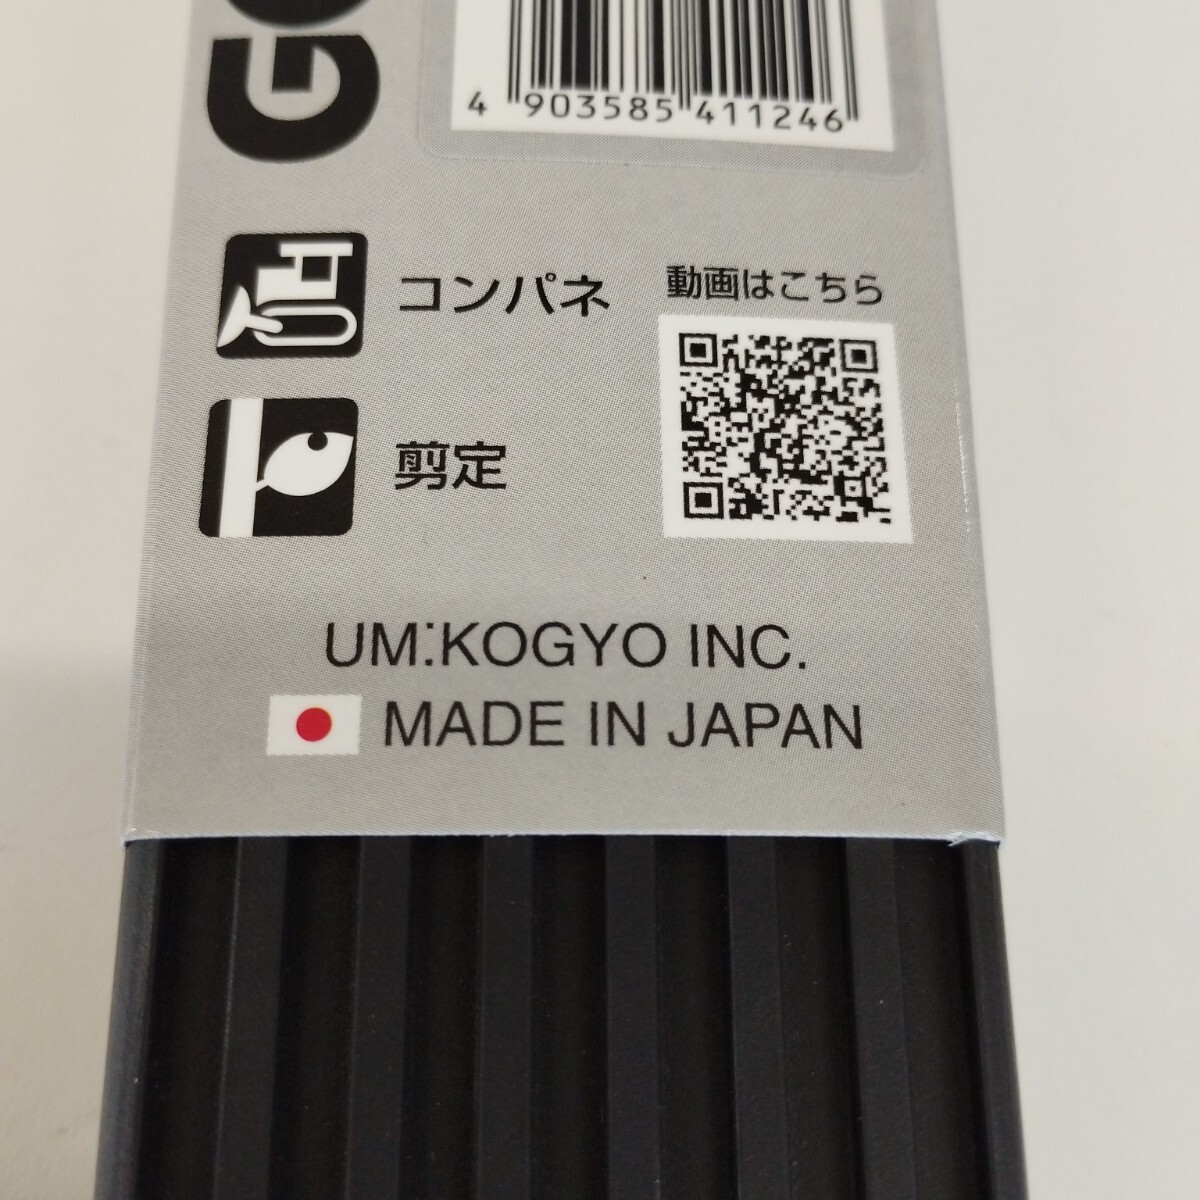 4 903585 411246
コンパネ
動画はこちら
剪定
UM:KOGYO INC.
MADE IN JAPAN